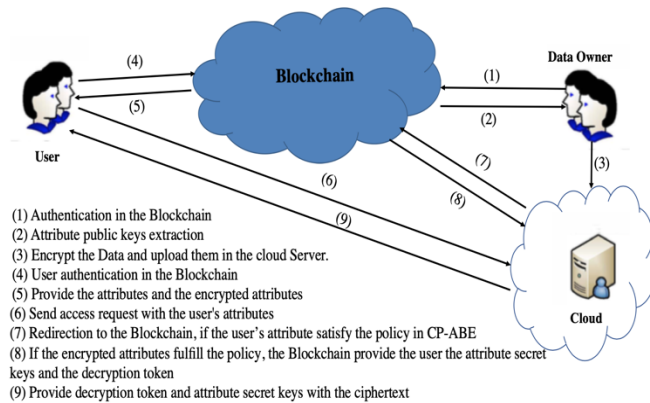 (4)
Blockchain
Data Owner
(1)
(5)
(2)
User
(7)
(3)
(6)
(8)
(9)
(1) Authentication in the Blockchain
(2) Attribute public keys extraction
(3) Encrypt the Data and upload them in the cloud Server.
(4) User authentication in the Blockchain
(5) Provide the attributes and the encrypted attributes
(6) Send access request with the user's attributes
(7) Redirection to the Blockchain, if the user's attribute satisfy the policy in CP-ABE
(8) If the encrypted attributes fulfill the policy, the Blockchain provide the user the attribute secret
keys and the decryption token
(9) Provide decryption token and attribute secret keys with the ciphertext
Cloud